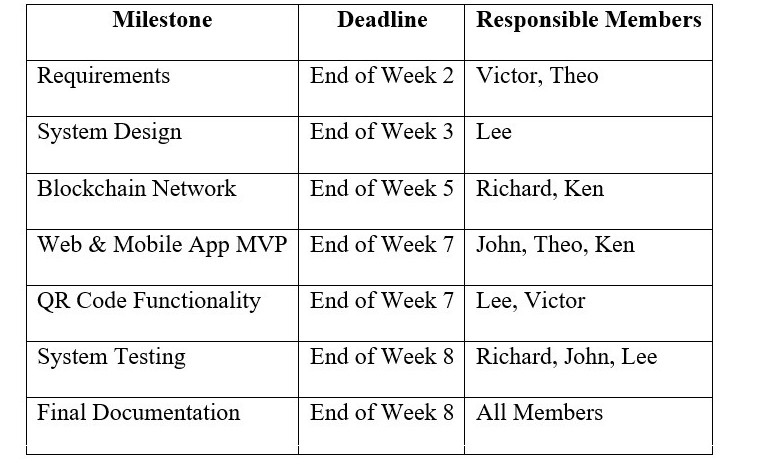 Milestone Deadline Responsible Members
Requirements End of Week 2 Victor, Theo
System Design End of Week 3 Lee
Blockchain Network End of Week 5 Richard, Ken
Web & Mobile App MVP End of Week 7 John, Theo, Ken
QR Code Functionality End of Week 7 Lee, Victor
System Testing End of Week 8 Richard, John, Lee
Final Documentation End of Week 8 All Members